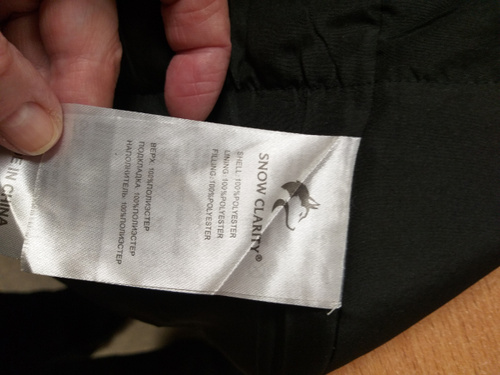 SNOW CLARITY®
SHELL: 100%POLYESTER
LINING: 100%POLYESTER
FILLING: 100%POLYESTER
ВЕРХ: 100%ПОЛИЭСТЕР
ПОДКЛАДКА: 100%ПОЛИЭСТЕР
НАПОЛНИТЕЛЬ: 100%ПОЛИЭСТЕР
IN CHINA